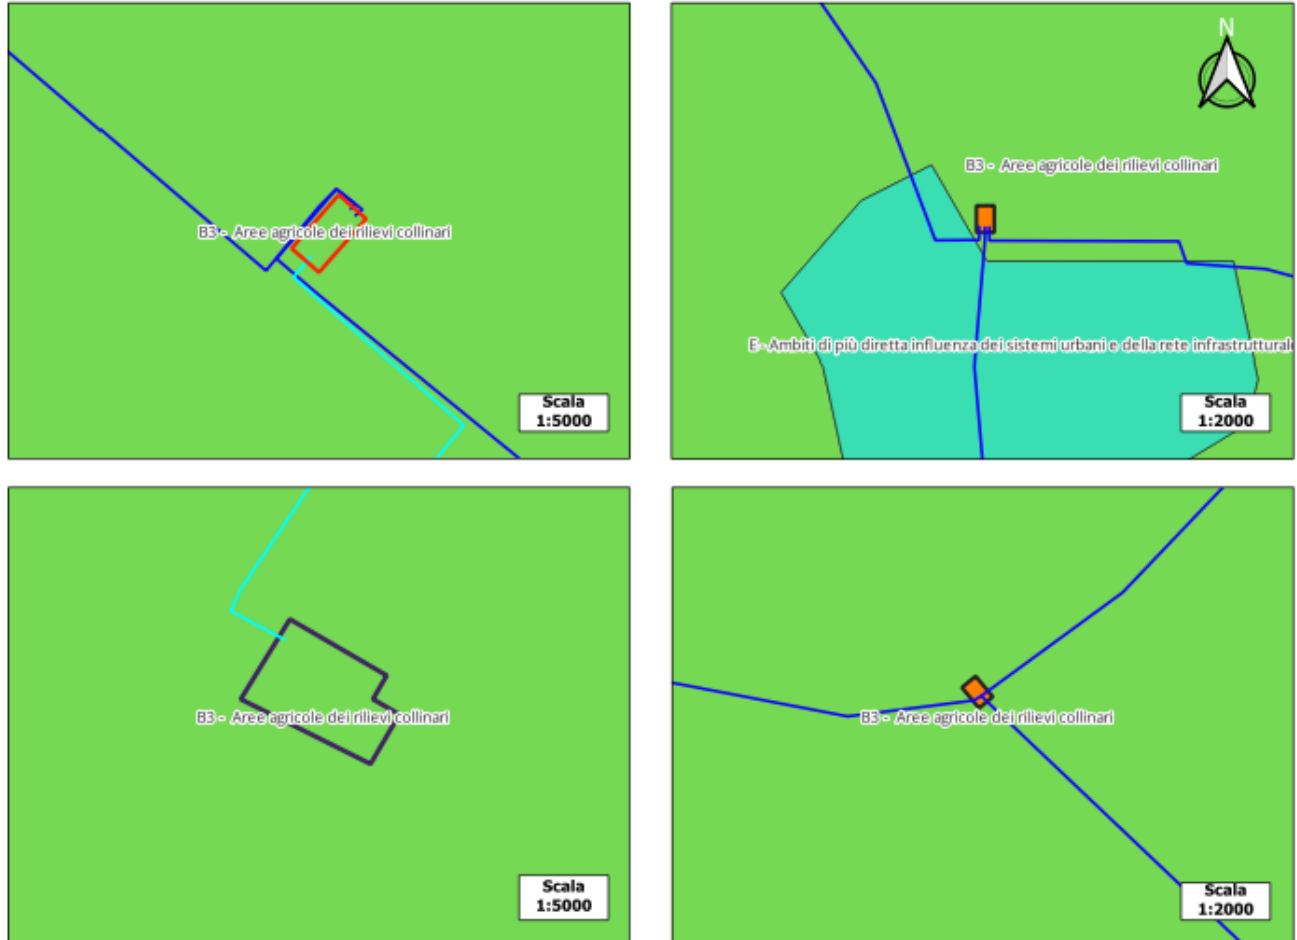 B3 - Aree agricole dei rilievi collinari
Scala
1:5000
N
B3 - Aree agricole dei rilievi collinari
E - Ambiti di più diretta influenza dei sistemi urbani e della rete infrastrutturale
Scala
1:2000
B3 - Aree agricole dei rilievi collinari
Scala
1:5000
B3 - Aree agricole dei rilievi collinari
Scala
1:2000